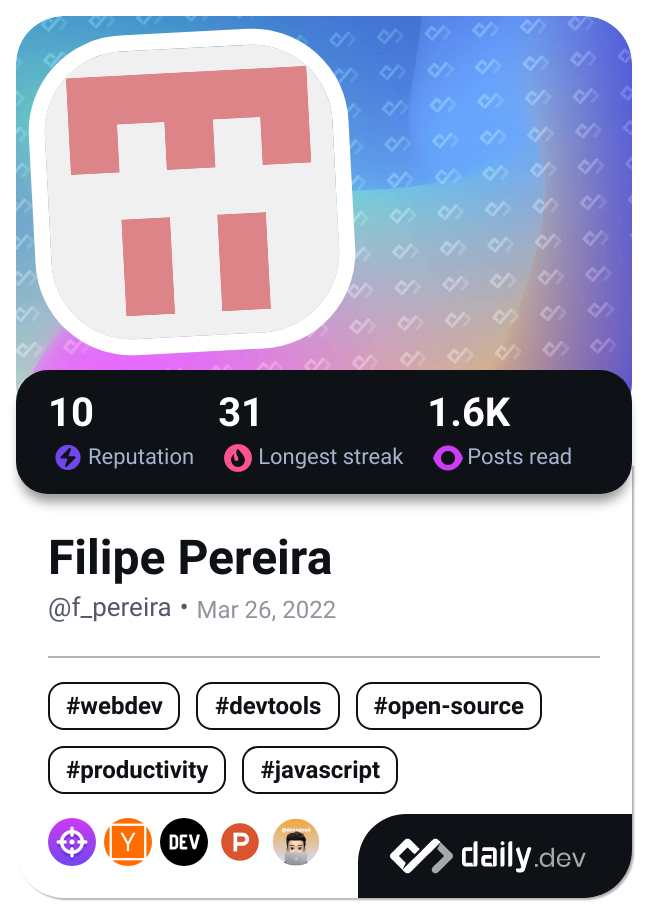 10 31 1.6K
Reputation Longest streak Posts read
Filipe Pereira
@f_pereira • Mar 26, 2022
#webdev #devtools #open-source
#productivity #javascript
Y DEV P
daily.dev